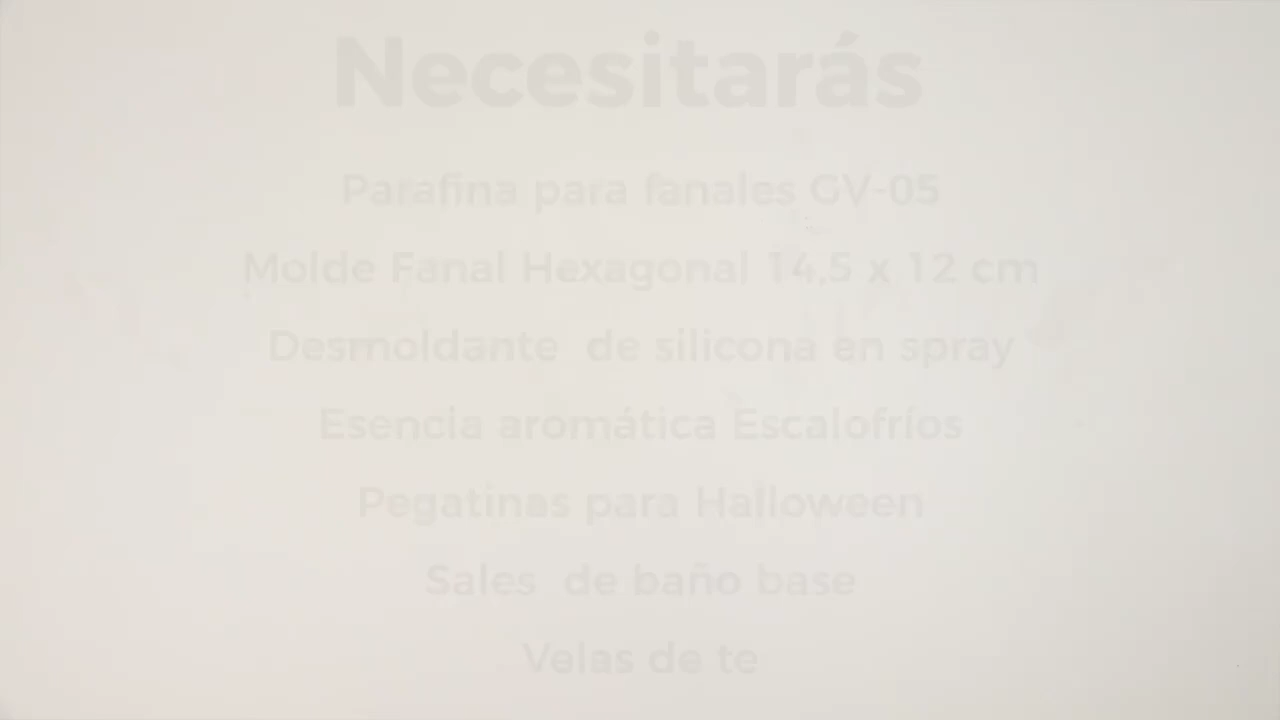 Necesitarás
Parafina para fanales GV-05
Molde Fanal Hexagonal 14,5 x 12 cm
Desmoldante de silicona en spray
Esencia aromática Escalofríos
Pegatinas para Halloween
Sales de baño base
Velas de te